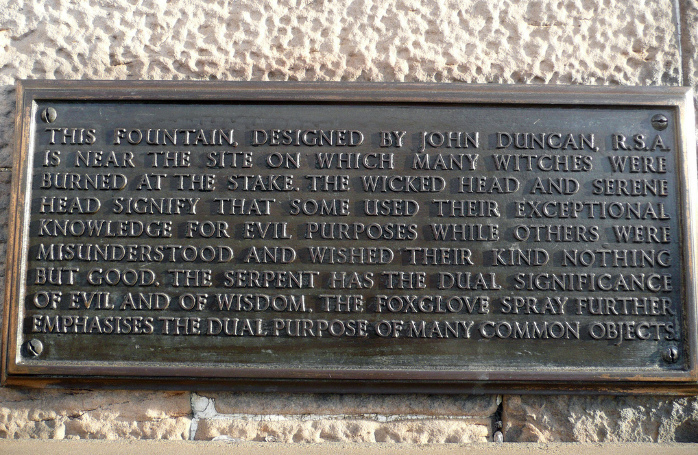 THIS FOUNTAIN, DESIGNED BY JOHN DUNCAN, R.S.A.
IS NEAR THE SITE ON WHICH MANY WITCHES WERE
BURNED AT THE STAKE. THE WICKED HEAD AND SERENE
HEAD SIGNIFY THAT SOME USED THEIR EXCEPTIONAL
KNOWLEDGE FOR EVIL PURPOSES WHILE OTHERS WERE
MISUNDERSTOOD AND WISHED THEIR KIND NOTHING
BUT GOOD. THE SERPENT HAS THE DUAL SIGNIFICANCE
OF EVIL AND OF WISDOM. THE FOXGLOVE SPRAY FURTHER
EMPHASISES THE DUAL PURPOSE OF MANY COMMON OBJECTS.